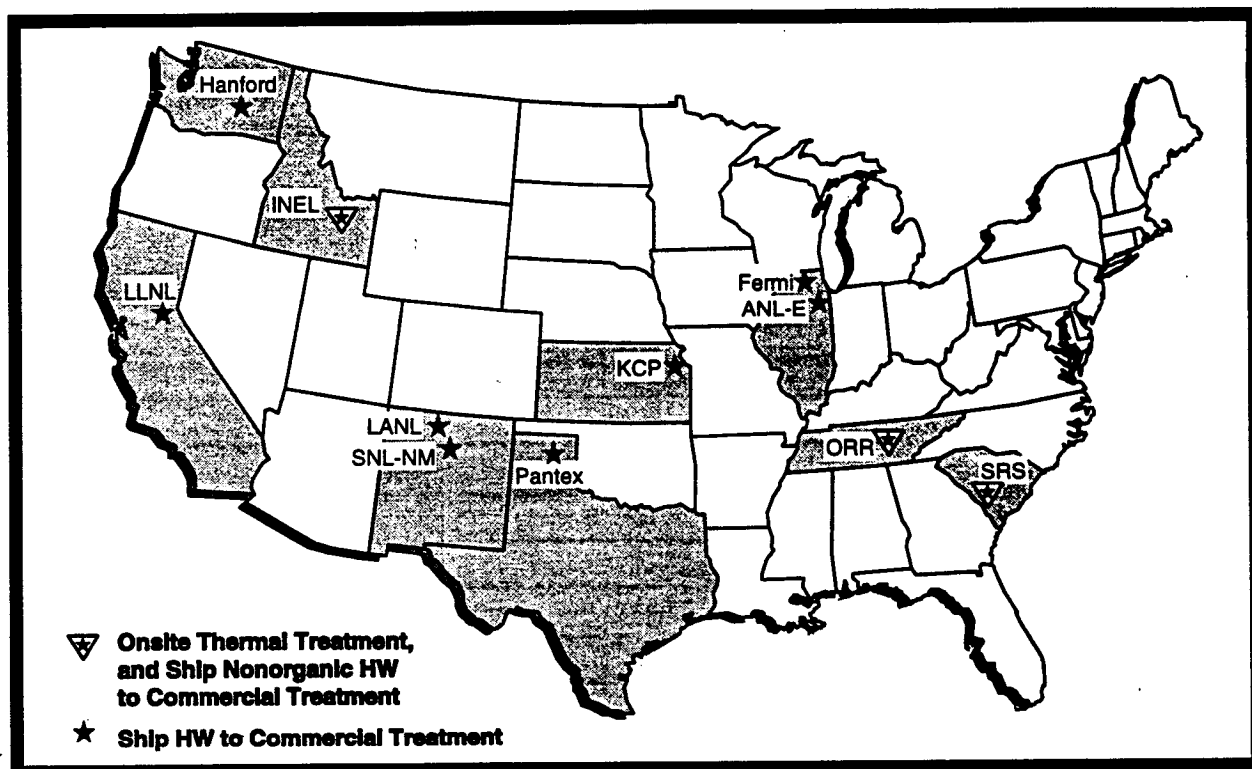 Hanford
INEL
LLNL
Fermi
ANL-E
KCP
LANL
SNL-NM
Pantex
ORR
SRS
Onsite Thermal Treatment,
and Ship Nonorganic HW
to Commercial Treatment
Ship HW to Commercial Treatment